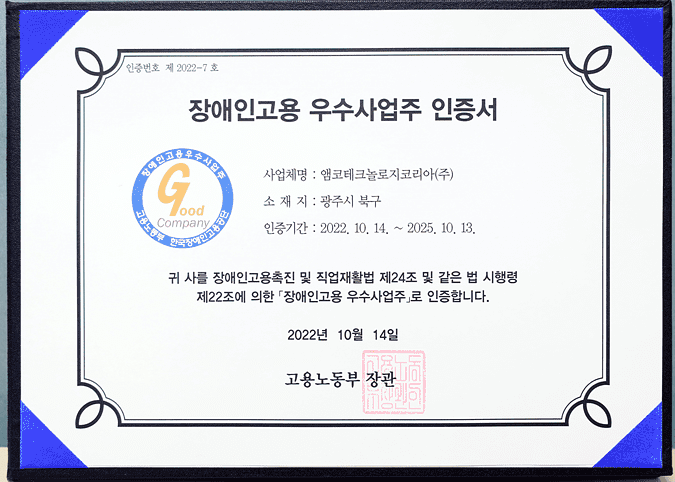 인증번호 제 2022-7 호
장애인고용 우수사업주 인증서
장애인고용우수사업주
Good
Company
고용노동부 한국장애인고용공단
사업체명 : 앰코테크놀로지코리아(주)
소 재 지 : 광주시 북구
인증기간 : 2022. 10. 14. ~ 2025. 10. 13.
귀 사를 장애인고용촉진 및 직업재활법 제24조 및 같은 법 시행령
제22조에 의한 「장애인고용 우수사업주」로 인증합니다.
2022년 10월 14일
고용노동부 장관